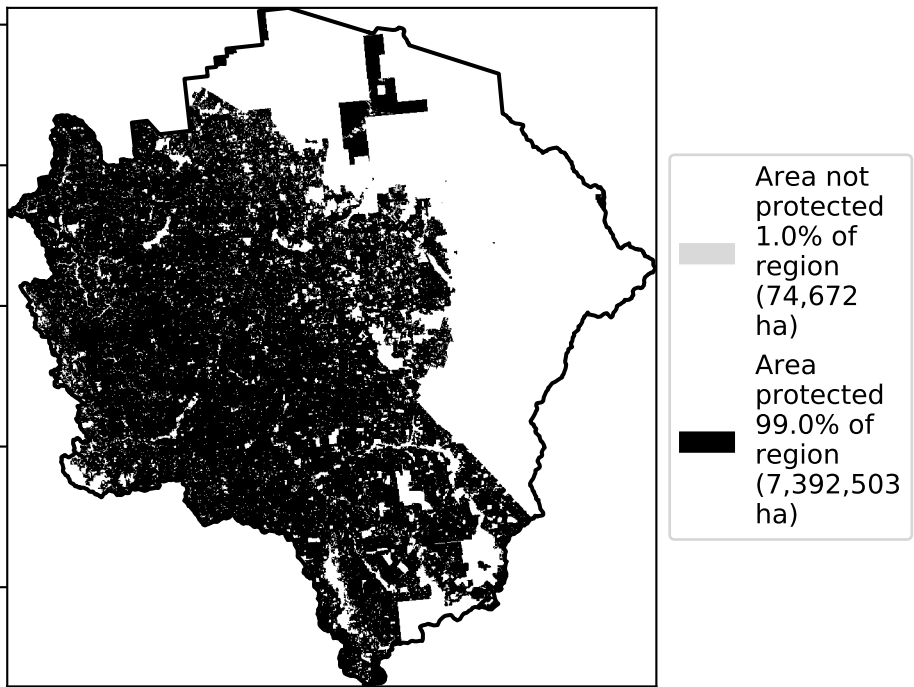 Area not
protected
1.0% of
region
(74,672
ha)
Area
protected
99.0% of
region
(7,392,503
ha)